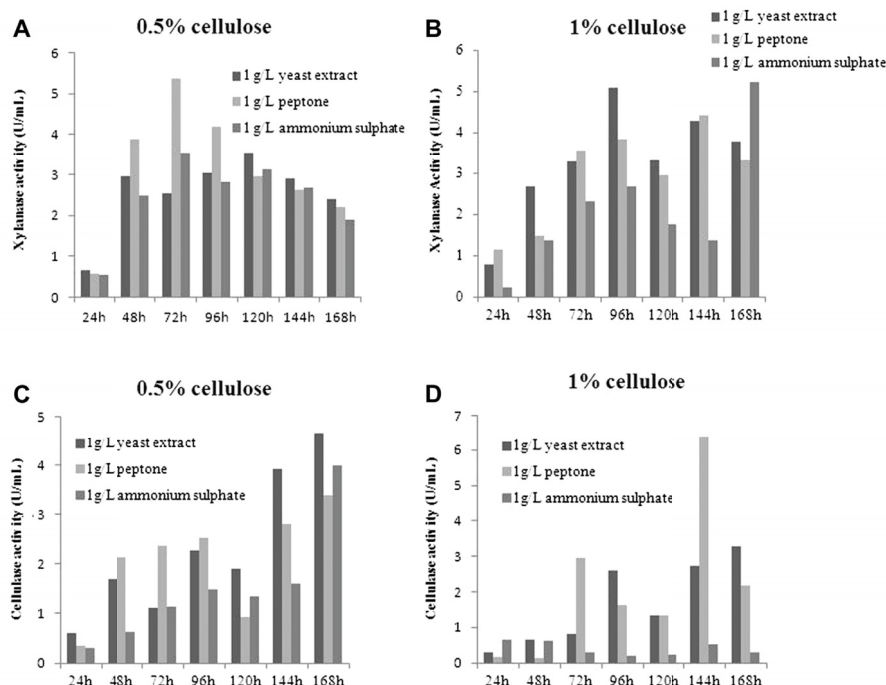 A
0.5% cellulose
Xylanase activity (U/mL)
6
5
4
3
2
1
0
1 g/L yeast extract
1 g/L peptone
1 g/L ammonium sulphate
24h 48h 72h 96h 120h 144h 168h
B
1% cellulose
Xylanase Activity (U/mL)
6
5
4
3
2
1
0
1 g/L yeast extract
1 g/L peptone
1 g/L ammonium sulphate
24h 48h 72h 96h 120h 144h 168h
C
0.5% cellulose
Cellulase activity (U/mL)
5
4
3
2
1
0
1g/L yeast extract
1g/L peptone
1g/L ammonium sulphate
24h 48h 72h 96h 120h 144h 168h
D
1% cellulose
Cellulase activity (U/mL)
7
6
5
4
3
2
1
0
1g/L yeast extract
1g/L peptone
1g/L ammonium sulphate
24h 48h 72h 96h 120h 144h 168h